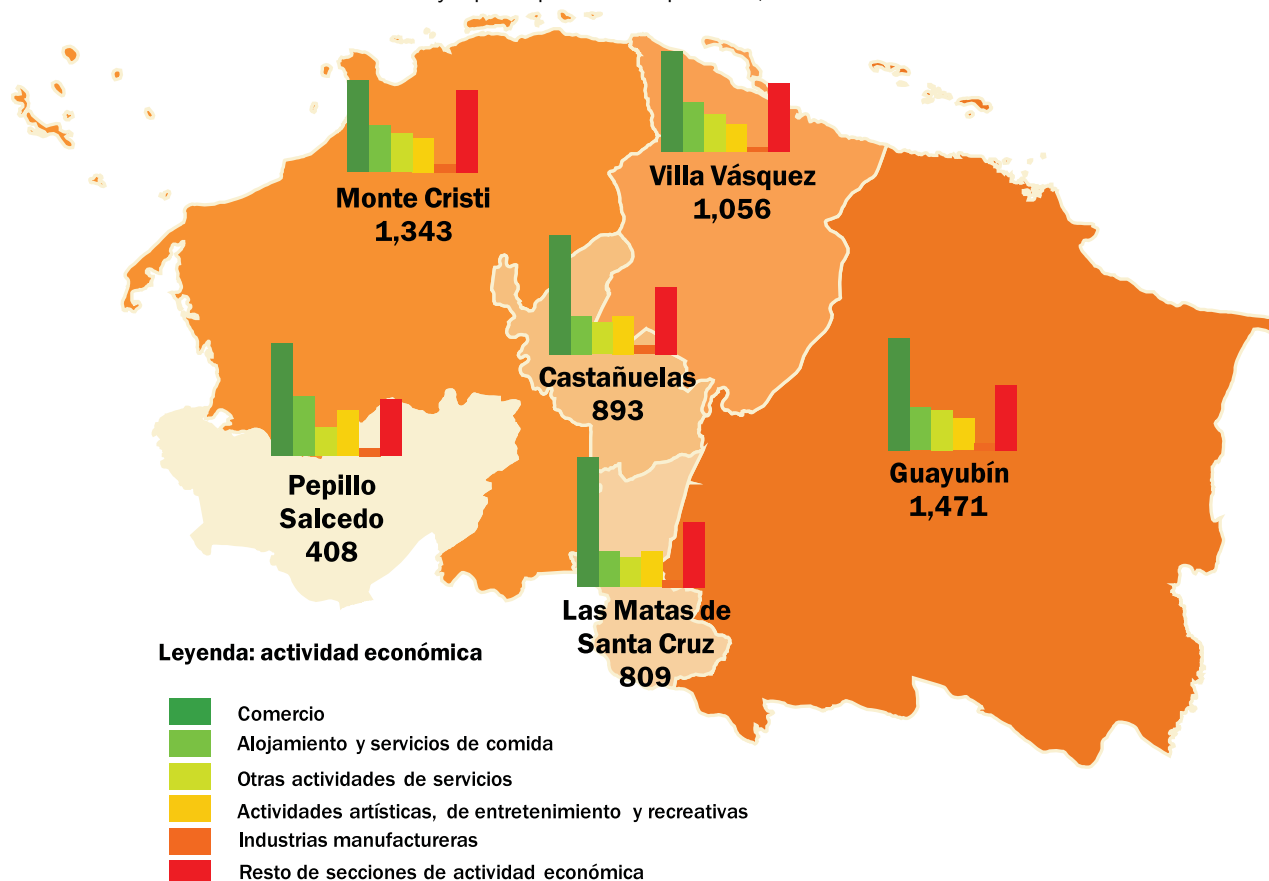 Villa Vásquez
1,056
Monte Cristi
1,343
Castañuelas
893
Guayubín
1,471
Pepillo
Salcedo
408
Las Matas de
Santa Cruz
809
Leyenda: actividad económica
Comercio
Alojamiento y servicios de comida
Otras actividades de servicios
Actividades artísticas, de entretenimiento y recreativas
Industrias manufactureras
Resto de secciones de actividad económica